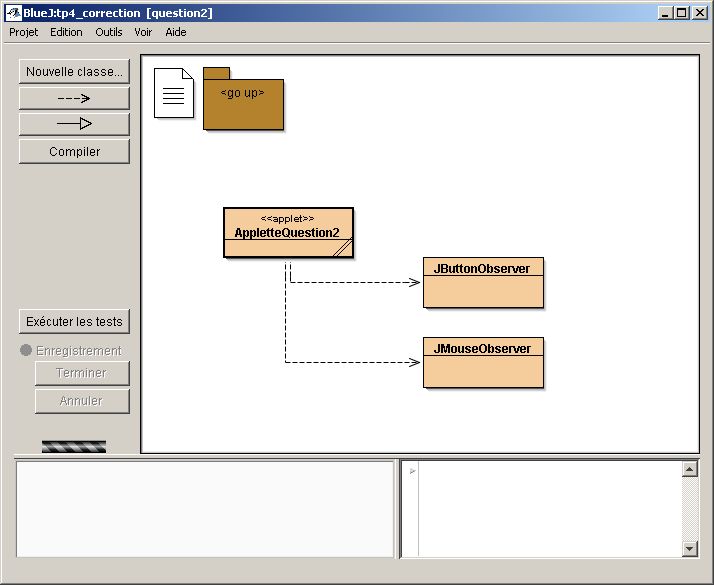 BlueJ:tp4_correction [question2]
Projet Edition Outils Voir Aide
Nouvelle classe...
Compiler
Exécuter les tests
Enregistrement
Terminer
Annuler
<go up>
<<applet>>
AppletteQuestion2
JButtonObserver
JMouseObserver